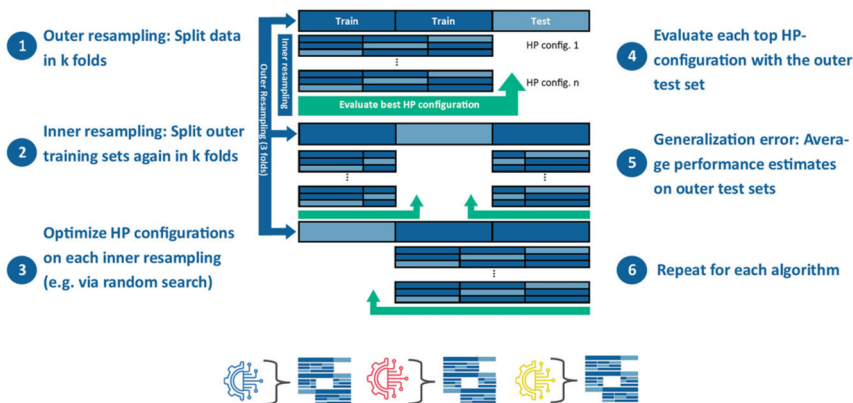 Train
Train
Test
1
Outer resampling: Split data
in k folds
Outer Resampling (3 folds)
Inner resampling
HP config. 1
⋮
HP config. n
Evaluate best HP configuration
2
Inner resampling: Split outer
training sets again in k folds
3
Optimize HP configurations
on each inner resampling
(e.g. via random search)
4
Evaluate each top HP-
configuration with the outer
test set
5
Generalization error: Avera-
ge performance estimates
on outer test sets
6
Repeat for each algorithm